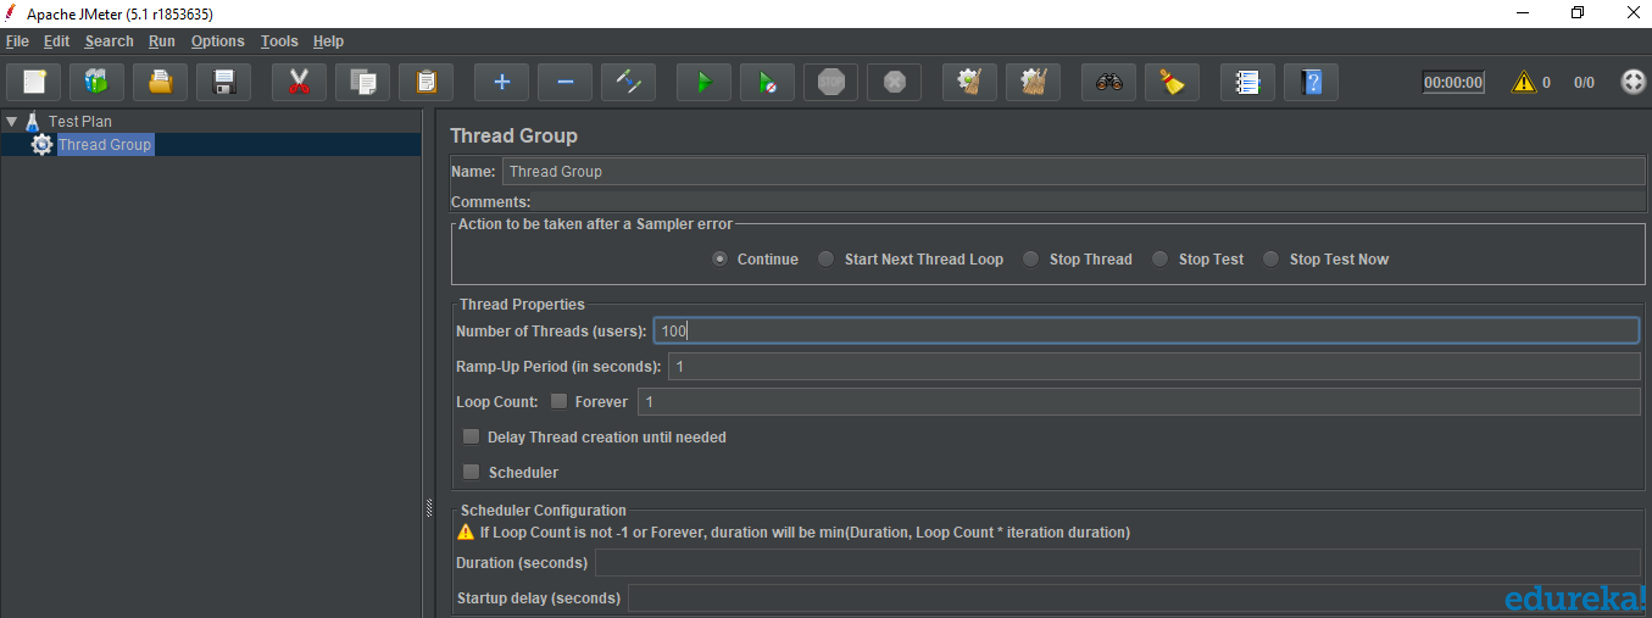 Apache JMeter (5.1 r1853635)
File Edit Search Run Options Tools Help
STOP
00:00:00
0
0/0
Test Plan
Thread Group
Thread Group
Name: Thread Group
Comments:
Action to be taken after a Sampler error
Continue Start Next Thread Loop Stop Thread Stop Test Stop Test Now
Thread Properties
Number of Threads (users): 100
Ramp-Up Period (in seconds): 1
Loop Count: Forever 1
Delay Thread creation until needed
Scheduler
Scheduler Configuration
If Loop Count is not -1 or Forever, duration will be min(Duration, Loop Count * iteration duration)
Duration (seconds)
Startup delay (seconds)
edureka!